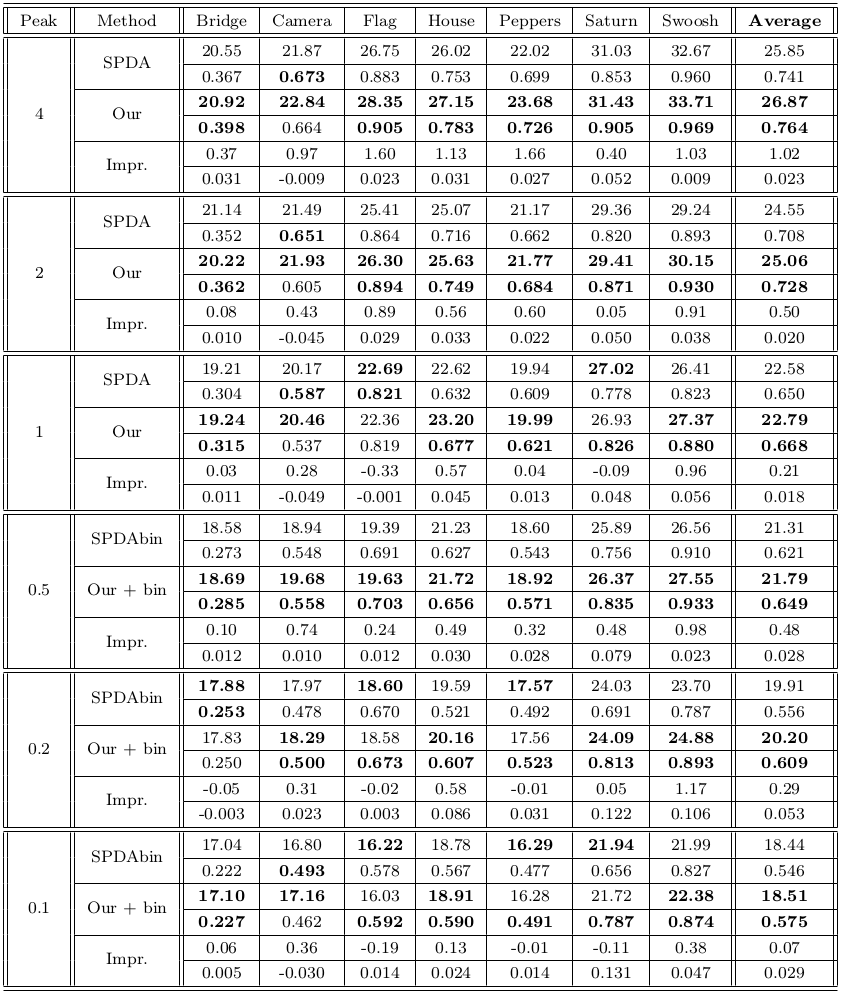 Peak Method Bridge Camera Flag House Peppers Saturn Swoosh Average
4 SPDA 20.55 21.87 26.75 26.02 22.02 31.03 32.67 25.85
0.367 0.673 0.883 0.753 0.699 0.853 0.960 0.741
Our 20.92 22.84 28.35 27.15 23.68 31.43 33.71 26.87
0.398 0.664 0.905 0.783 0.726 0.905 0.969 0.764
Impr. 0.37 0.97 1.60 1.13 1.66 0.40 1.03 1.02
0.031 -0.009 0.023 0.031 0.027 0.052 0.009 0.023
2 SPDA 21.14 21.49 25.41 25.07 21.17 29.36 29.24 24.55
0.352 0.651 0.864 0.716 0.662 0.820 0.893 0.708
Our 20.22 21.93 26.30 25.63 21.77 29.41 30.15 25.06
0.362 0.605 0.894 0.749 0.684 0.871 0.930 0.728
Impr. 0.08 0.43 0.89 0.56 0.60 0.05 0.91 0.50
0.010 -0.045 0.029 0.033 0.022 0.050 0.038 0.020
1 SPDA 19.21 20.17 22.69 22.62 19.94 27.02 26.41 22.58
0.304 0.587 0.821 0.632 0.609 0.778 0.823 0.650
Our 19.24 20.46 22.36 23.20 19.99 26.93 27.37 22.79
0.315 0.537 0.819 0.677 0.621 0.826 0.880 0.668
Impr. 0.03 0.28 -0.33 0.57 0.04 -0.09 0.96 0.21
0.011 -0.049 -0.001 0.045 0.013 0.048 0.056 0.018
0.5 SPDAbin 18.58 18.94 19.39 21.23 18.60 25.89 26.56 21.31
0.273 0.548 0.691 0.627 0.543 0.756 0.910 0.621
Our + bin 18.69 19.68 19.63 21.72 18.92 26.37 27.55 21.79
0.285 0.558 0.703 0.656 0.571 0.835 0.933 0.649
Impr. 0.10 0.74 0.24 0.49 0.32 0.48 0.98 0.48
0.012 0.010 0.012 0.030 0.028 0.079 0.023 0.028
0.2 SPDAbin 17.88 17.97 18.60 19.59 17.57 24.03 23.70 19.91
0.253 0.478 0.670 0.521 0.492 0.691 0.787 0.556
Our + bin 17.83 18.29 18.58 20.16 17.56 24.09 24.88 20.20
0.250 0.500 0.673 0.607 0.523 0.813 0.893 0.609
Impr. -0.05 0.31 -0.02 0.58 -0.01 0.05 1.17 0.29
-0.003 0.023 0.003 0.086 0.031 0.122 0.106 0.053
0.1 SPDAbin 17.04 16.80 16.22 18.78 16.29 21.94 21.99 18.44
0.222 0.493 0.578 0.567 0.477 0.656 0.827 0.546
Our + bin 17.10 17.16 16.03 18.91 16.28 21.72 22.38 18.51
0.227 0.462 0.592 0.590 0.491 0.787 0.874 0.575
Impr. 0.06 0.36 -0.19 0.13 -0.01 -0.11 0.38 0.07
0.005 -0.030 0.014 0.024 0.014 0.131 0.047 0.029